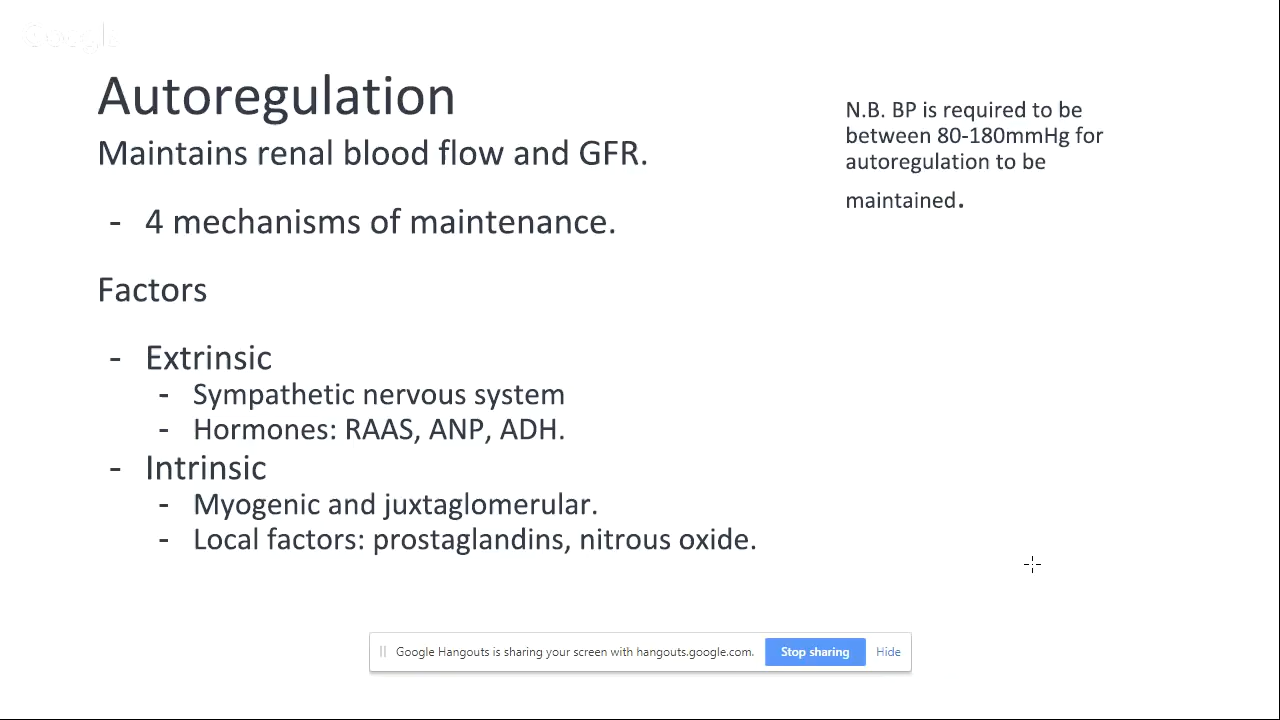 Google
Autoregulation
Maintains renal blood flow and GFR.
- 4 mechanisms of maintenance.
Factors
- Extrinsic
- Sympathetic nervous system
- Hormones: RAAS, ANP, ADH.
- Intrinsic
- Myogenic and juxtaglomerular.
- Local factors: prostaglandins, nitrous oxide.
N.B. BP is required to be
between 80-180mmHg for
autoregulation to be
maintained.
Google Hangouts is sharing your screen with hangouts.google.com.
Stop sharing
Hide